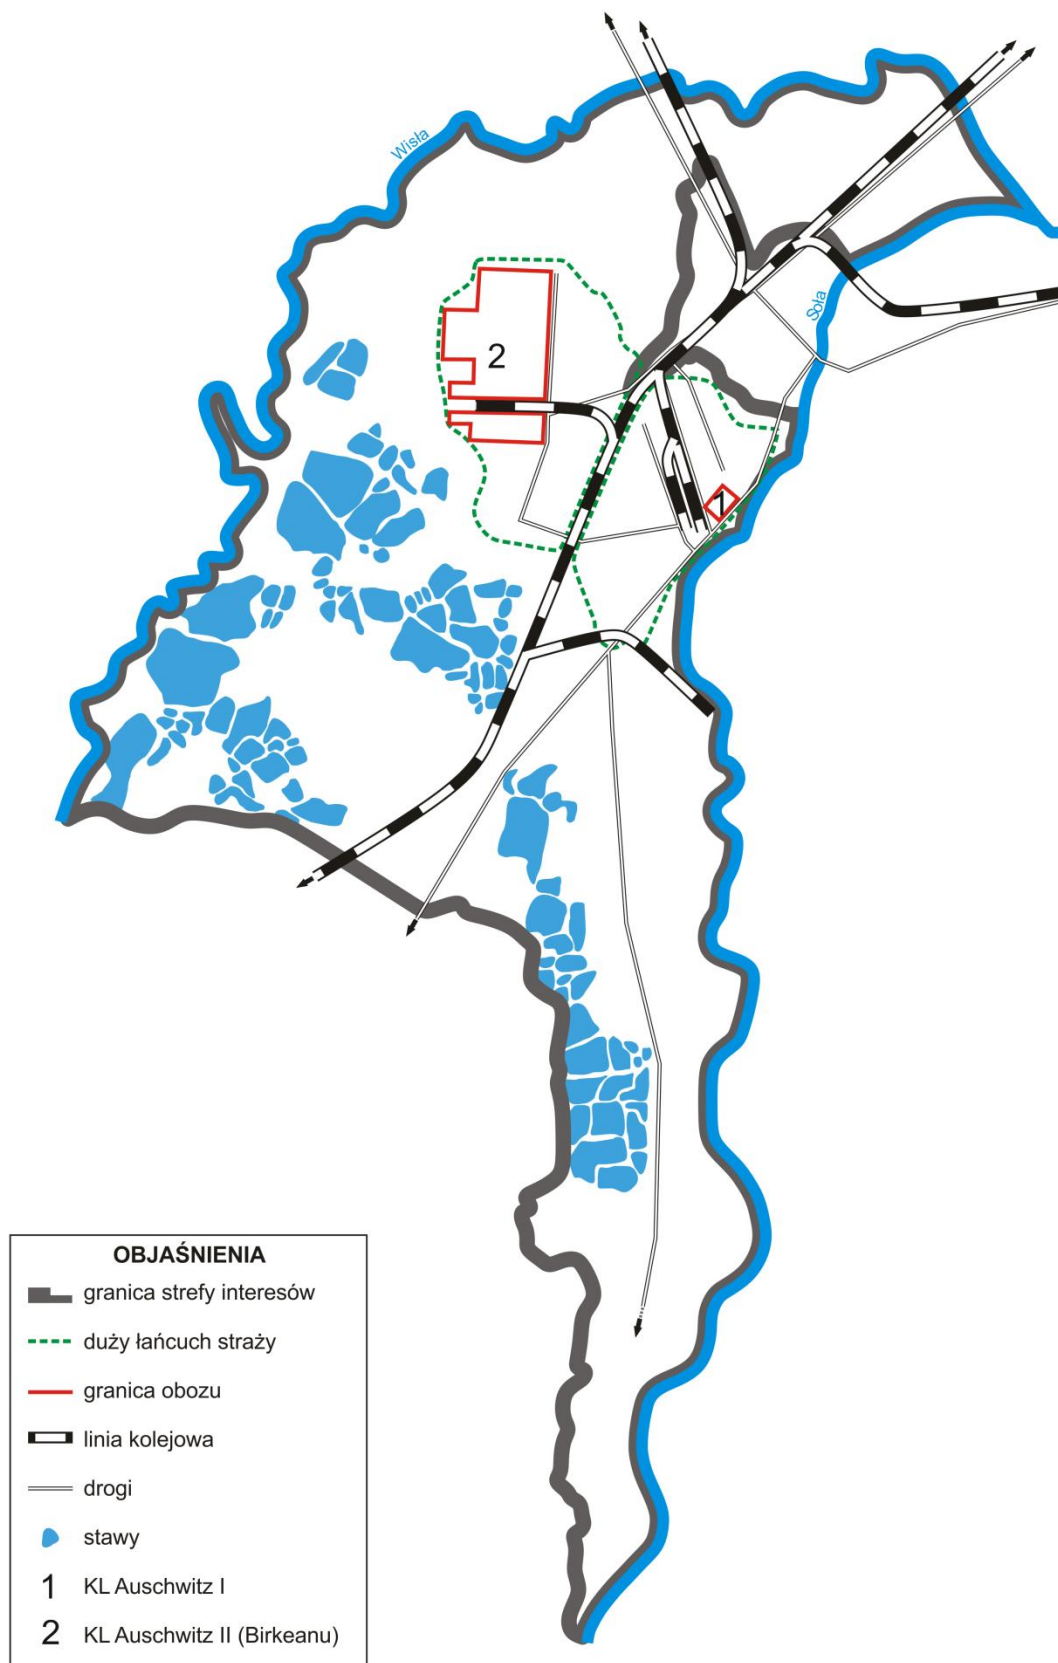 Wisła
Soła
2
1
OBJAŚNIENIA
granica strefy interesów
duży łańcuch straży
granica obozu
linia kolejowa
drogi
stawy
1 KL Auschwitz I
2 KL Auschwitz II (Birkeanu)